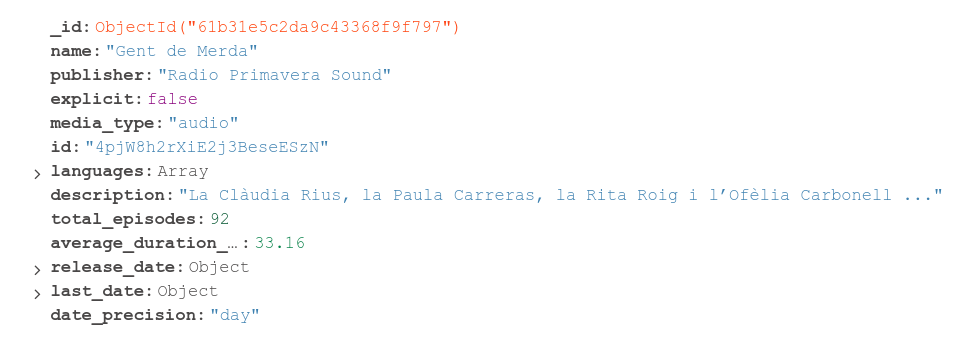 _id: ObjectId("61b31e5c2da9c43368f9f797")
name: "Gent de Merda"
publisher: "Radio Primavera Sound"
explicit: false
media_type: "audio"
id: "4pjW8h2rXiE2j3BeseESzN"
languages: Array
description: "La Clàudia Rius, la Paula Carreras, la Rita Roig i l’Ofèlia Carbonell ..."
total_episodes: 92
average_duration_…: 33.16
release_date: Object
last_date: Object
date_precision: "day"